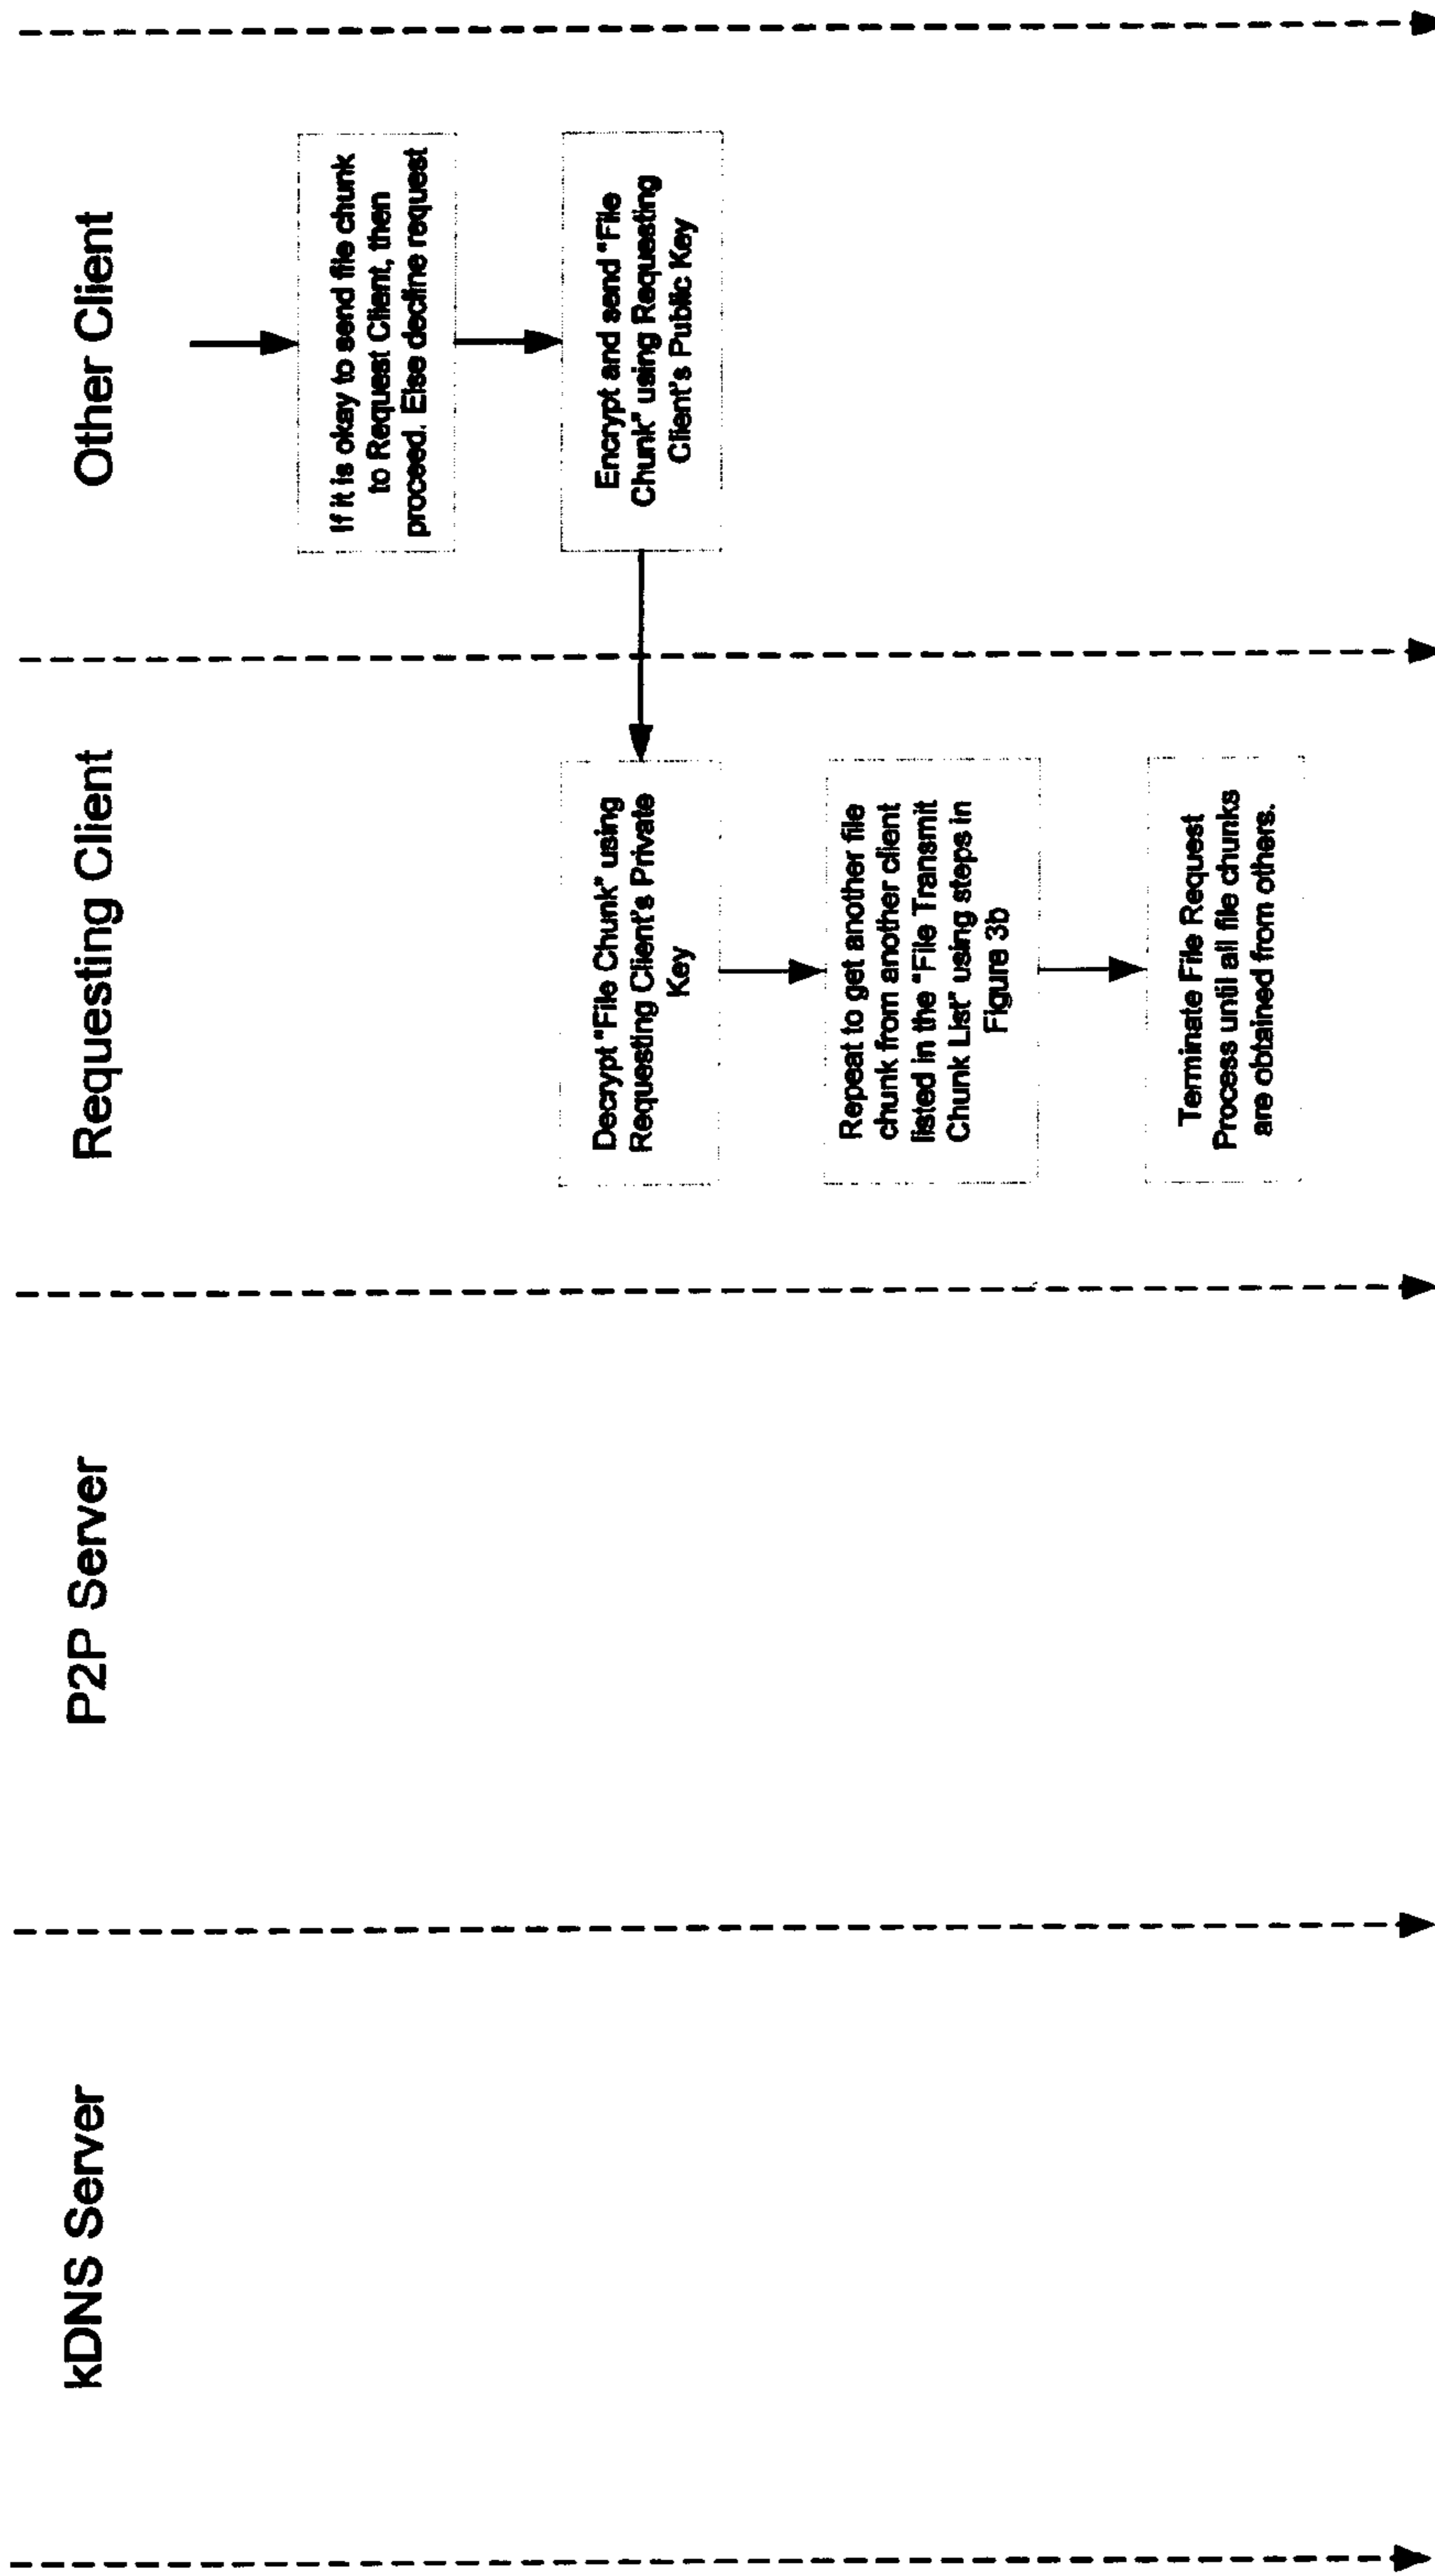 kDNS Server
P2P Server
Requesting Client
Other Client
If it is okay to send file chunk
to Request Client, then
proceed. Else decline request
Encrypt and send "File
Chunk" using Requesting
Client's Public Key
Decrypt "File Chunk" using
Requesting Client's Private
Key
Repeat to get another file
chunk from another client
listed in the "File Transmit
Chunk List" using steps in
Figure 3b
Terminate File Request
Process until all file chunks
are obtained from others.